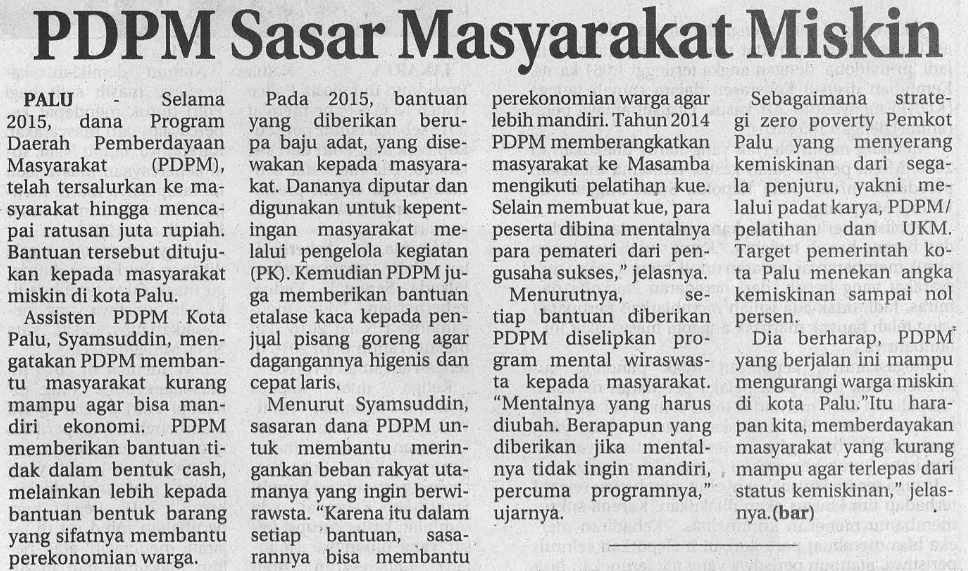 PDPM Sasar Masyarakat Miskin
PALU - Selama
2015, dana Program
Daerah Pemberdayaan
Masyarakat (PDPM),
telah tersalurkan ke ma-
syarakat hingga menca-
pai ratusan juta rupiah.
Bantuan tersebut dituju-
kan kepada masyarakat
miskin di kota Palu.
Assisten PDPM Kota
Palu, Syamsuddin, men-
gatakan PDPM memban-
tu masyarakat kurang
mampu agar bisa man-
diri ekonomi. PDPM
memberikan bantuan ti-
dak dalam bentuk cash,
melainkan lebih kepada
bantuan bentuk barang
yang sifatnya membantu
perekonomian warga.
Pada 2015, bantuan
yang diberikan beru-
pa baju adat, yang dise-
wakan kepada masyara-
kat. Dananya diputar dan
digunakan untuk kepent-
ingan masyarakat me-
lalui pengelola kegiatan
(PK). Kemudian PDPM ju-
ga memberikan bantuan
etalase kaca kepada pen-
jual pisang goreng agar
dagangannya higenis dan
cepat laris.
Menurut Syamsuddin,
sasaran dana PDPM un-
tuk membantu merin-
gankan beban rakyat uta-
manya yang ingin berwi-
rawsta. “Karena itu dalam
setiap bantuan, sasa-
rannya bisa membantu
perekonomian warga agar
lebih mandiri. Tahun 2014
PDPM memberangkatkan
masyarakat ke Masamba
mengikuti pelatihan kue.
Selain membuat kue, para
peserta dibina mentalnya
para pemateri dari pen-
gusaha sukses,” jelasnya.
Menurutnya, se-
tiap bantuan diberikan
PDPM diselipkan pro-
gram mental wiraswas-
ta kepada masyarakat.
“Mentalnya yang harus
diubah. Berapapun yang
diberikan jika mental-
nya tidak ingin mandiri,
percuma programnya,”
ujarnya.
Sebagaimana strate-
gi zero poverty Pemkot
Palu yang menyerang
kemiskinan dari sega-
la penjuru, yakni me-
lalui padat karya, PDPM/
pelatihan dan UKM.
Target pemerintah ko-
ta Palu menekan angka
kemiskinan sampai nol
persen.
Dia berharap, PDPM
yang berjalan ini mampu
mengurangi warga miskin
di kota Palu.”Itu hara-
pan kita, memberdayakan
masyarakat yang kurang
mampu agar terlepas dari
status kemiskinan,” jelas-
nya.(bar)